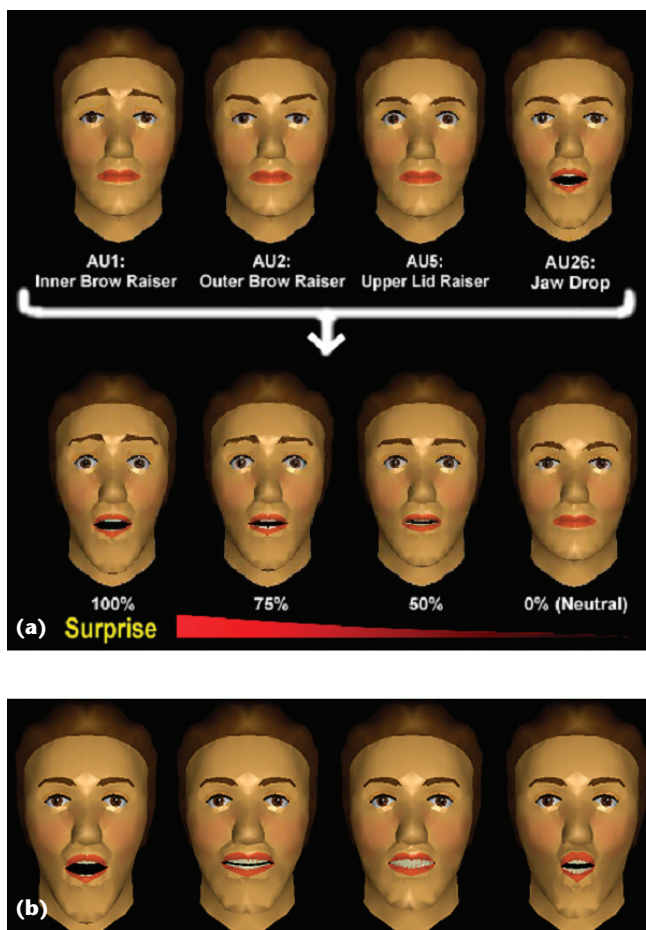 AU1:
Inner Brow Raiser
AU2:
Outer Brow Raiser
AU5:
Upper Lid Raiser
AU26:
Jaw Drop
100%
75%
50%
0% (Neutral)
(a)
Surprise
(b)